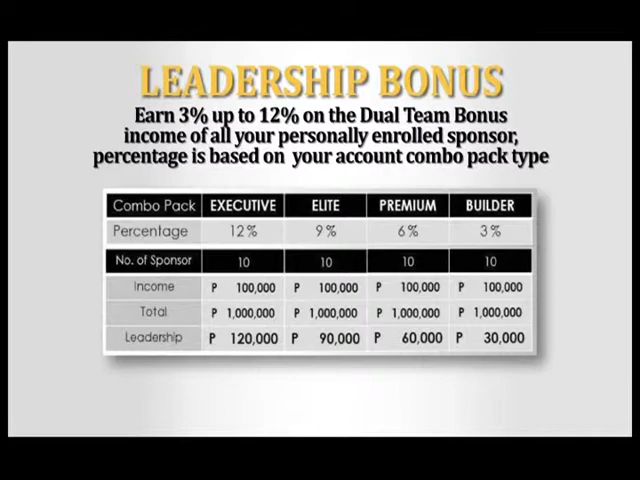 LEADERSHIP BONUS
Earn 3% up to 12% on the Dual Team Bonus
income of all your personally enrolled sponsor,
percentage is based on your account combo pack type
Combo Pack EXECUTIVE ELITE PREMIUM BUILDER
Percentage 12% 9% 6% 3%
No. of Sponsor 10 10 10 10
Income P 100,000 P 100,000 P 100,000 P 100,000
Total P 1,000,000 P 1,000,000 P 1,000,000 P 1,000,000
Leadership P 120,000 P 90,000 P 60,000 P 30,000